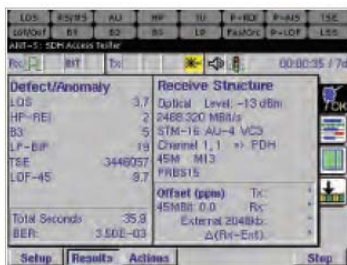 LOS RS/MS AU HP TU P-RDI P-AIS TSE
LOF/OOF B1 B2 B3 LP P-LOF LSS
ANT-5: SDH Access Tester
Rx: BIT Tx: 00:00:35 / 7d
Defect/Anomaly
LOS 3.7
HP-REI 2
B3 5
LP-BIP 19
TSE 3446057
LOF-45 9.7
Total Seconds 35.9
BER: 3.50E-03
Receive Structure
Optical Level: -13 dBm
2488.320 MBit/s
STM-16 AU-4 VC3
Channel 1, 1 => PDH
45M M13
PRBS15
Offset (ppm) Tx:
45MBit: 0.0 Rx:
External 2048kb:
Δ(Rx-Ext):
Setup Results Actions Stop